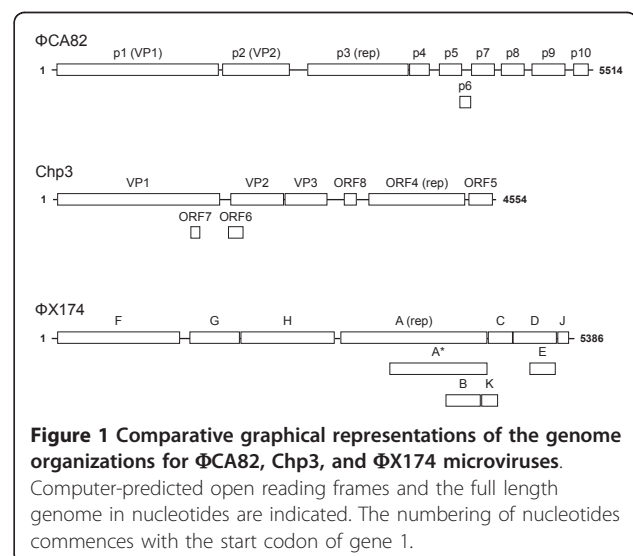 ΦCA82
p1 (VP1) p2 (VP2) p3 (rep) p4 p5 p7 p8 p9 p10
1 5514
p6
Chp3
VP1 VP2 VP3 ORF8 ORF4 (rep) ORF5
1 4554
ORF7 ORF6
ΦX174
F G H A (rep) C D J
1 5386
A* E
B K
Figure 1 Comparative graphical representations of the genome
organizations for ΦCA82, Chp3, and ΦX174 microviruses.
Computer-predicted open reading frames and the full length
genome in nucleotides are indicated. The numbering of nucleotides
commences with the start codon of gene 1.